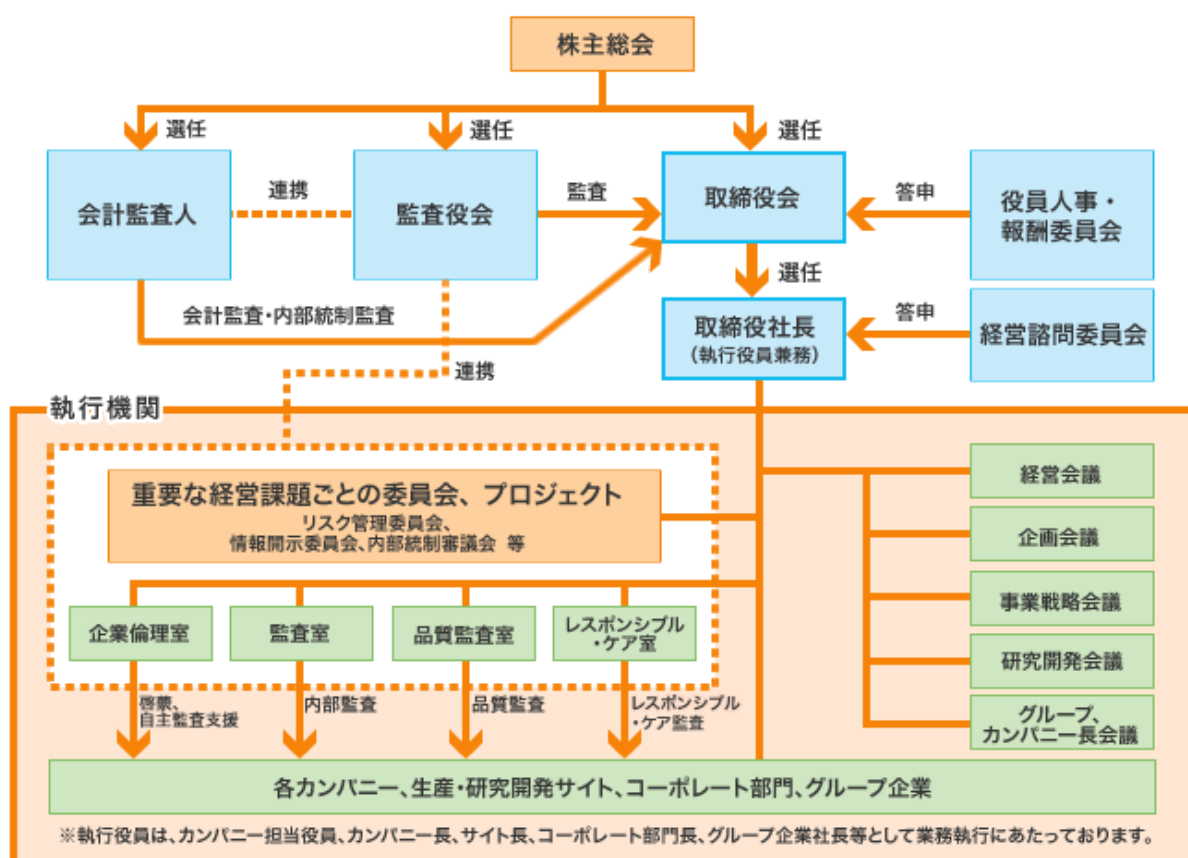 株主総会
選任
選任
選任
会計監査人
連携
監査役会
監査
取締役会
答申
役員人事・
報酬委員会
選任
会計監査・内部統制監査
取締役社長
（執行役員兼務）
答申
経営諮問委員会
連携
執行機関
重要な経営課題ごとの委員会、プロジェクト
リスク管理委員会、
情報開示委員会、内部統制審議会 等
経営会議
企画会議
事業戦略会議
研究開発会議
グループ、
カンパニー長会議
企業倫理室
監査室
品質監査室
レスポンシブル
・ケア室
啓蒙、
自主監査支援
内部監査
品質監査
レスポンシブル
・ケア監査
各カンパニー、生産・研究開発サイト、コーポレート部門、グループ企業
※執行役員は、カンパニー担当役員、カンパニー長、サイト長、コーポレート部門長、グループ企業社長等として業務執行にあたっております。